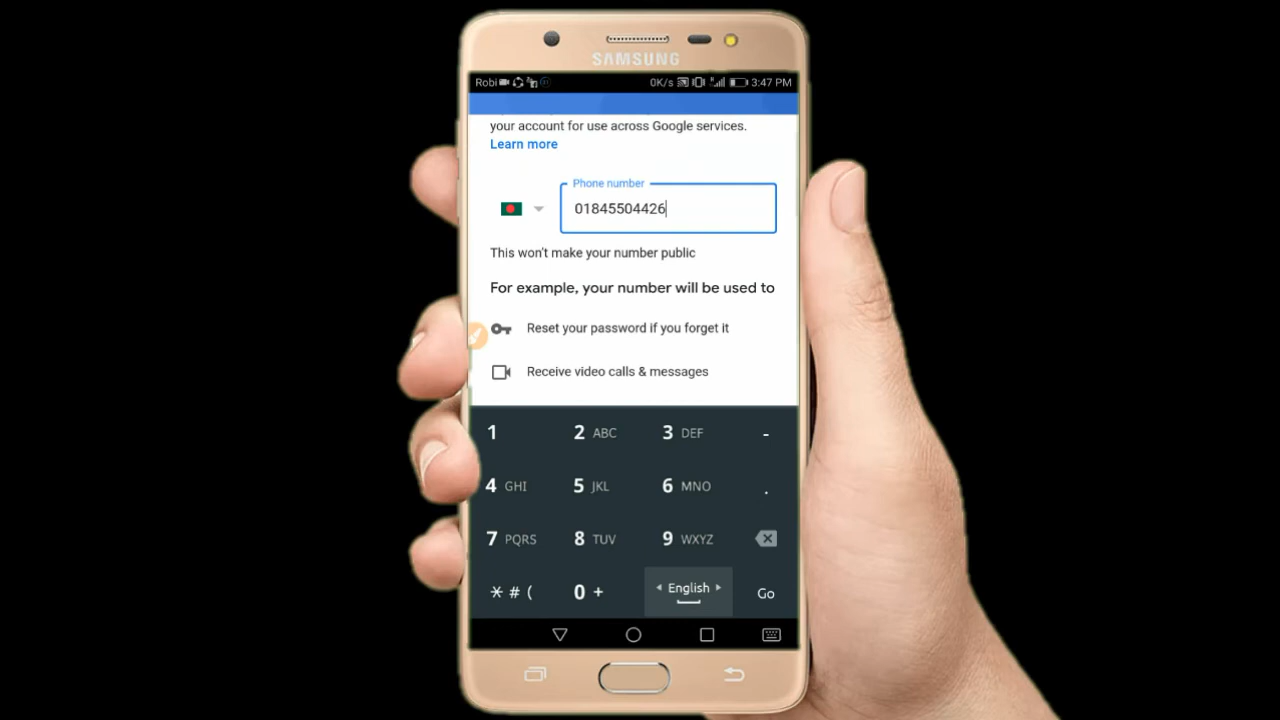 SAMSUNG
Robi 0K/s 3:47 PM
your account for use across Google services.
Learn more
Phone number
01845504426
This won't make your number public
For example, your number will be used to
Reset your password if you forget it
Receive video calls & messages
1 2 ABC 3 DEF -
4 GHI 5 JKL 6 MNO .
7 PQRS 8 TUV 9 WXYZ
* # ( 0 + English Go